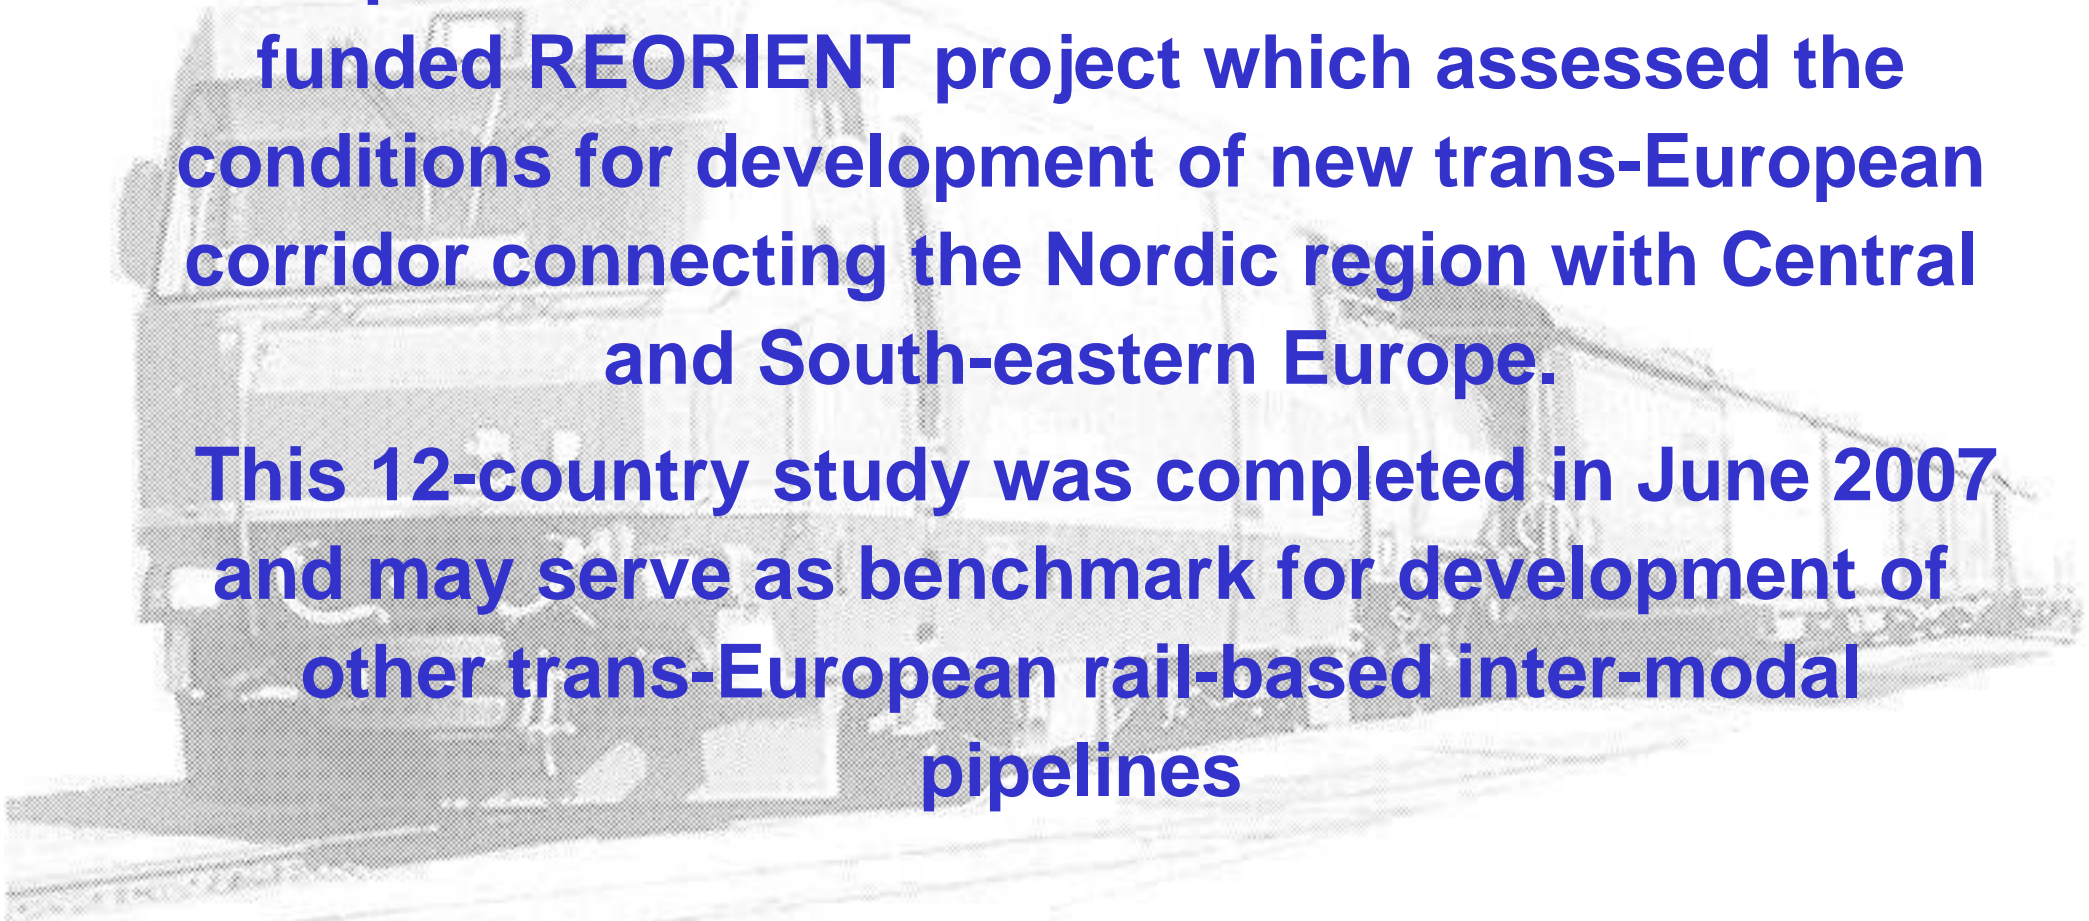 funded REORIENT project which assessed the
conditions for development of new trans-European
corridor connecting the Nordic region with Central
and South-eastern Europe.
This 12-country study was completed in June 2007
and may serve as benchmark for development of
other trans-European rail-based inter-modal
pipelines